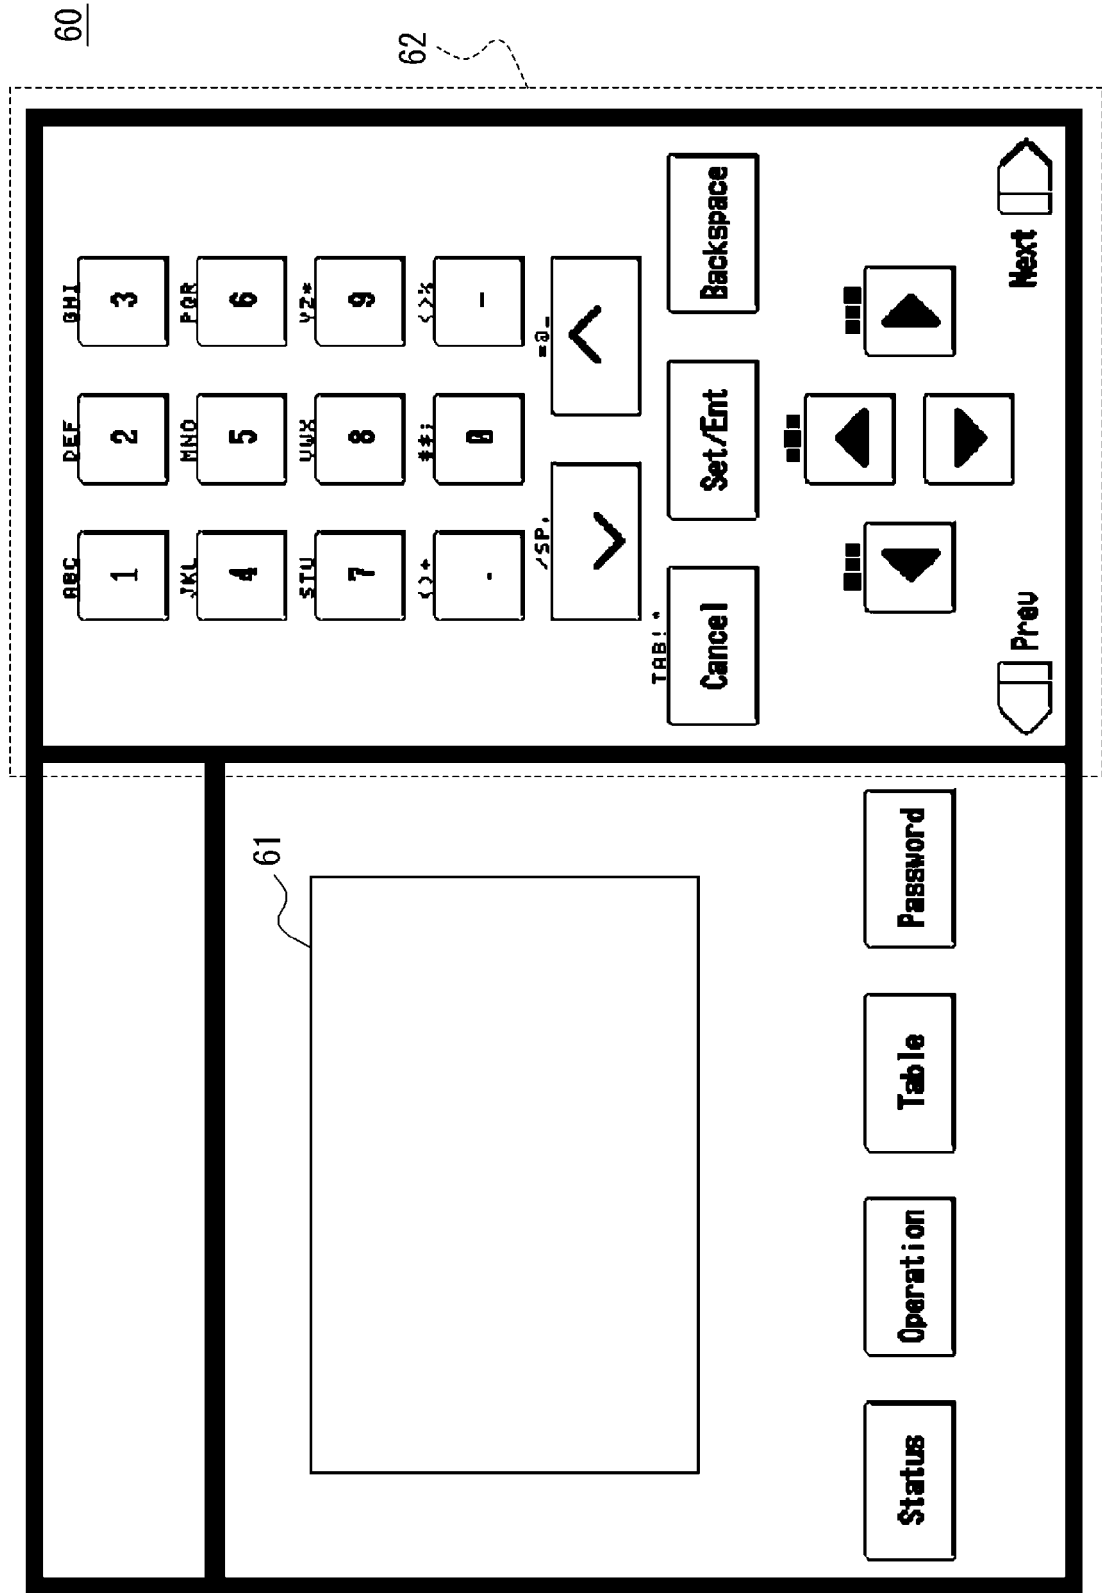 60
ABC DEF GHI
1 2 3
JKL MNO PQR
4 5 6
61
STU VWX YZ*
7 8 9
62
<>%
. 0 -
/SP, =@_
TAB!*
Cancel Set/Ent Backspace
Status Operation Table Password
Prev Next